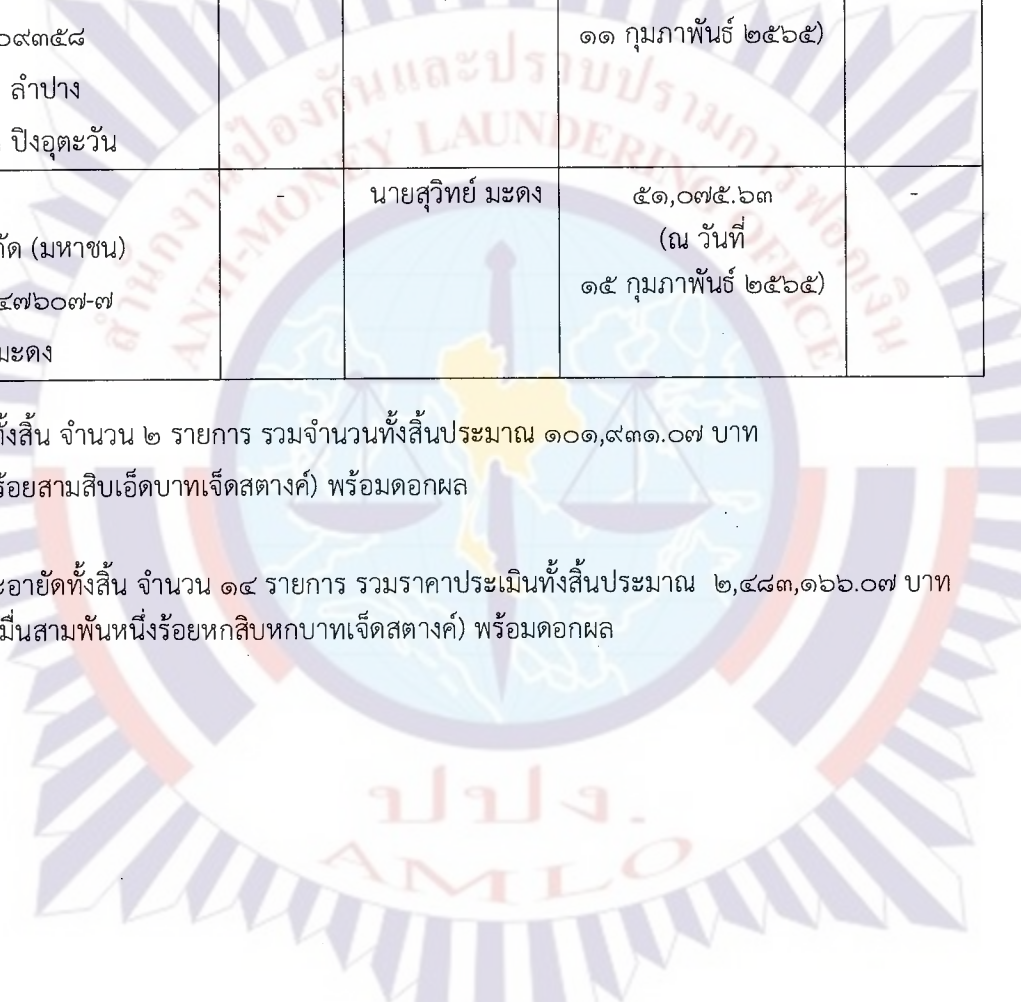 ๐๙๓๕๘
๑๑ กุมภาพันธ์ ๒๕๖๕)
ลำปาง
ปิงอุตะวัน
- นายสุวิทย์ มะดง ๕๑,๐๗๕.๖๓ -
(ณ วันที่
(มหาชน)
๑๕ กุมภาพันธ์ ๒๕๖๕)
๔๗๖๐๗-๗
มะดง
ทั้งสิ้น จำนวน ๒ รายการ รวมจำนวนทั้งสิ้นประมาณ ๑๐๑,๙๓๑.๐๗ บาท
ร้อยสามสิบเอ็ดบาทเจ็ดสตางค์) พร้อมดอกผล
อายัดทั้งสิ้น จำนวน ๑๔ รายการ รวมราคาประเมินทั้งสิ้นประมาณ ๒,๔๘๓,๑๖๖.๐๗ บาท
หมื่นสามพันหนึ่งร้อยหกสิบหกบาทเจ็ดสตางค์) พร้อมดอกผล
สำนักงานป้องกันและปราบปรามการฟอกเงิน
ANTI-MONEY LAUNDERING OFFICE
ปปง.
AMLO